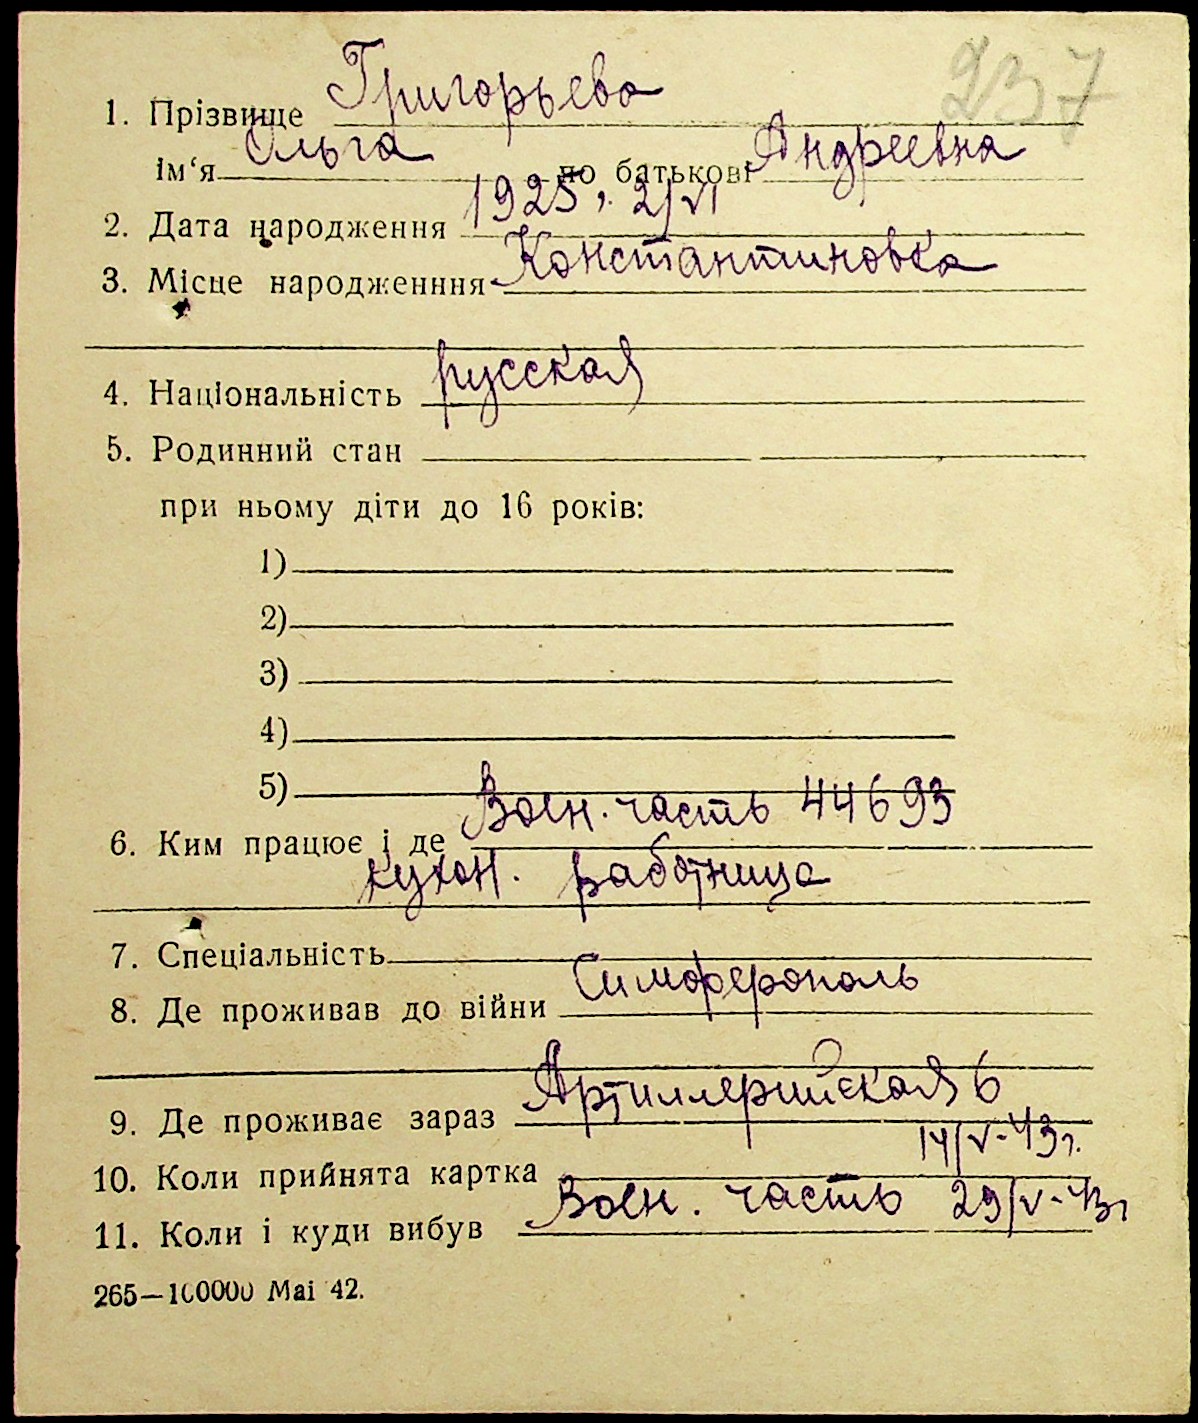 237
1. Прізвище Григорьева
ім‘я Ольга по батькові Андреевна
2. Дата народження 1925, 2/VI
3. Місце народженння Константиновка
4. Національність русская
5. Родинний стан
при ньому діти до 16 років:
1)
2)
3)
4)
5)
6. Ким працює і де Воен. часть 44693
кухон. работница
7. Спеціальність
8. Де проживав до війни Симферополь
9. Де проживає зараз Артиллерийская 6
10. Коли прийнята картка 14/V-43г.
11. Коли і куди вибув Воен. часть 29/V-43г
265—100000 Mai 42.